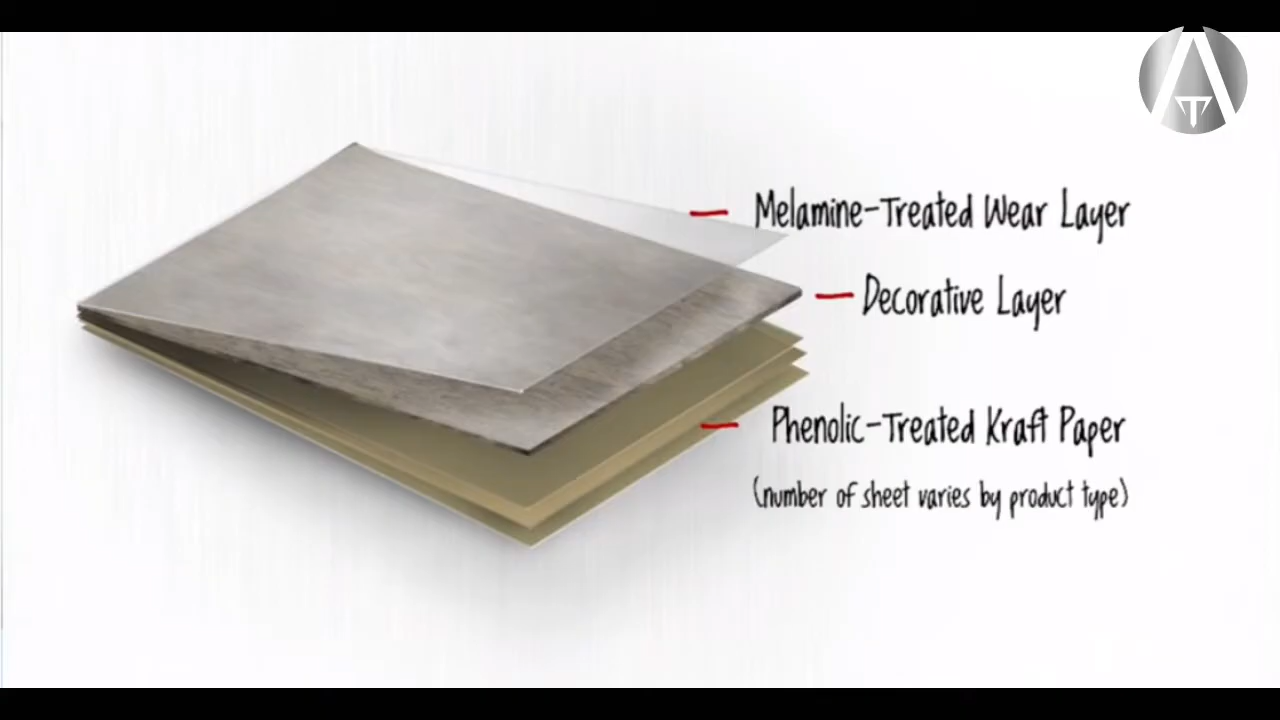 Melamine-Treated Wear Layer
Decorative Layer
Phenolic-Treated Kraft Paper
(number of sheet varies by product type)